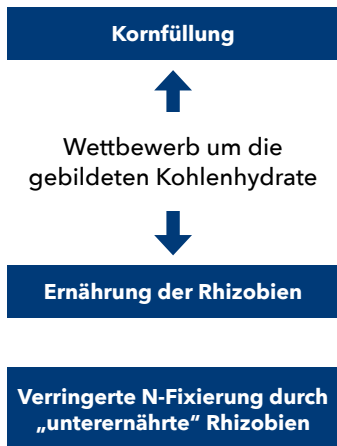 Kornfüllung
Wettbewerb um die
gebildeten Kohlenhydrate
Ernährung der Rhizobien
Verringerte N-Fixierung durch
„unterernährte“ Rhizobien